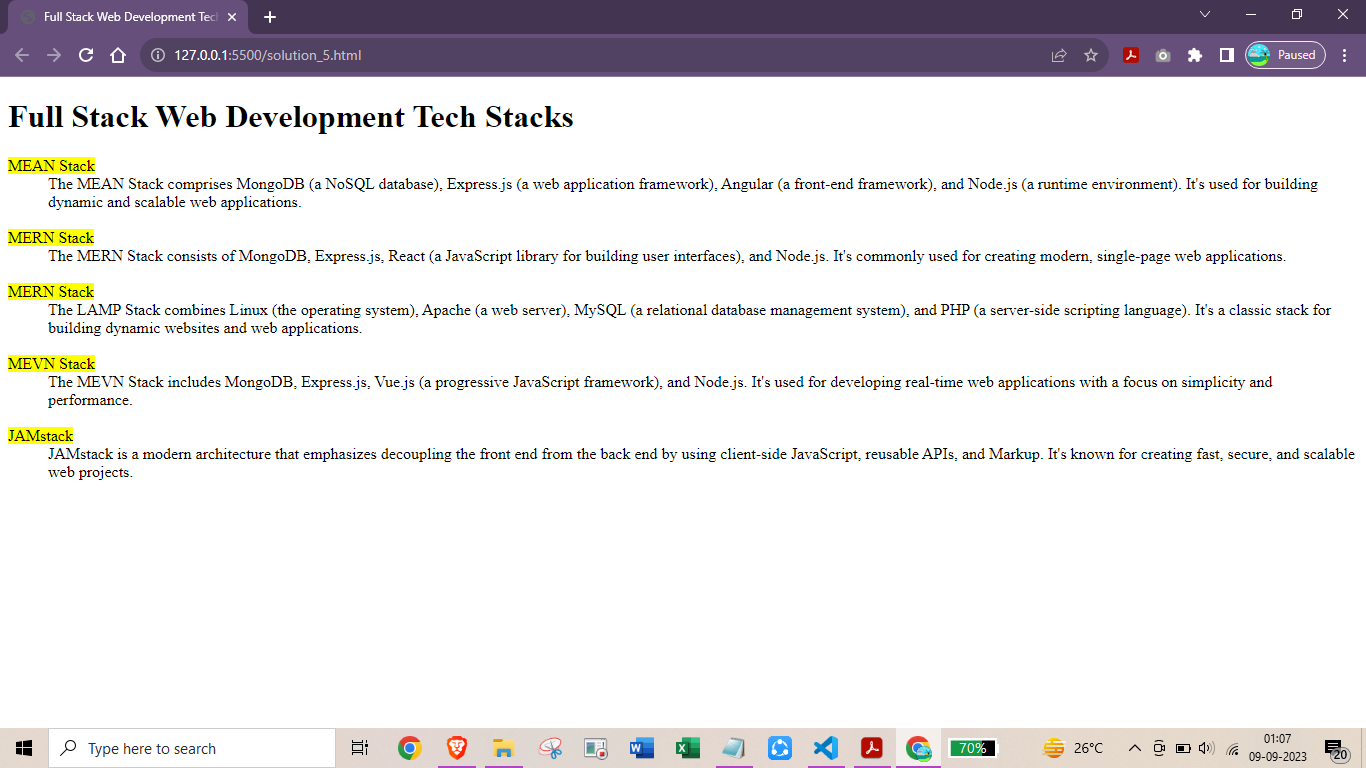 Full Stack Web Development Tec
127.0.0.1:5500/solution_5.html
Paused
Full Stack Web Development Tech Stacks
MEAN Stack
The MEAN Stack comprises MongoDB (a NoSQL database), Express.js (a web application framework), Angular (a front-end framework), and Node.js (a runtime environment). It's used for building
dynamic and scalable web applications.
MERN Stack
The MERN Stack consists of MongoDB, Express.js, React (a JavaScript library for building user interfaces), and Node.js. It's commonly used for creating modern, single-page web applications.
MERN Stack
The LAMP Stack combines Linux (the operating system), Apache (a web server), MySQL (a relational database management system), and PHP (a server-side scripting language). It's a classic stack for
building dynamic websites and web applications.
MEVN Stack
The MEVN Stack includes MongoDB, Express.js, Vue.js (a progressive JavaScript framework), and Node.js. It's used for developing real-time web applications with a focus on simplicity and
performance.
JAMstack
JAMstack is a modern architecture that emphasizes decoupling the front end from the back end by using client-side JavaScript, reusable APIs, and Markup. It's known for creating fast, secure, and scalable
web projects.
Type here to search
70%
26°C
01:07
09-09-2023
20